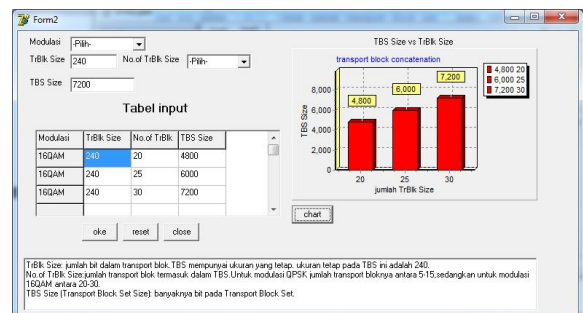 Form2
Modulasi -Pilih-
TrBlk Size 240 No.of TrBlk Size -Pilih-
TBS Size 7200
Tabel input
Modulasi TrBlk Size No.of TrBlk TBS Size
16QAM 240 20 4800
16QAM 240 25 6000
16QAM 240 30 7200
oke reset close
TBS Size vs TrBlk Size
transport block concatenation
4,800 20
6,000 25
7,200 30
4,800
6,000
7,200
TBS Size
8,000
6,000
4,000
2,000
0
20 25 30
jumlah TrBlk Size
chart
TrBlk Size: jumlah bit dalam transport blok.TBS mempunyai ukuran yang tetap. ukuran tetap pada TBS ini adalah 240.
No.of TrBlk Size:jumlah transport blok termasuk dalam TBS.Untuk modulasi QPSK jumlah transport bloknya antara 5-15,sedangkan untuk modulasi
16QAM antara 20-30.
TBS Size (Transport Block Set Size): banyaknya bit pada Transport Block Set.